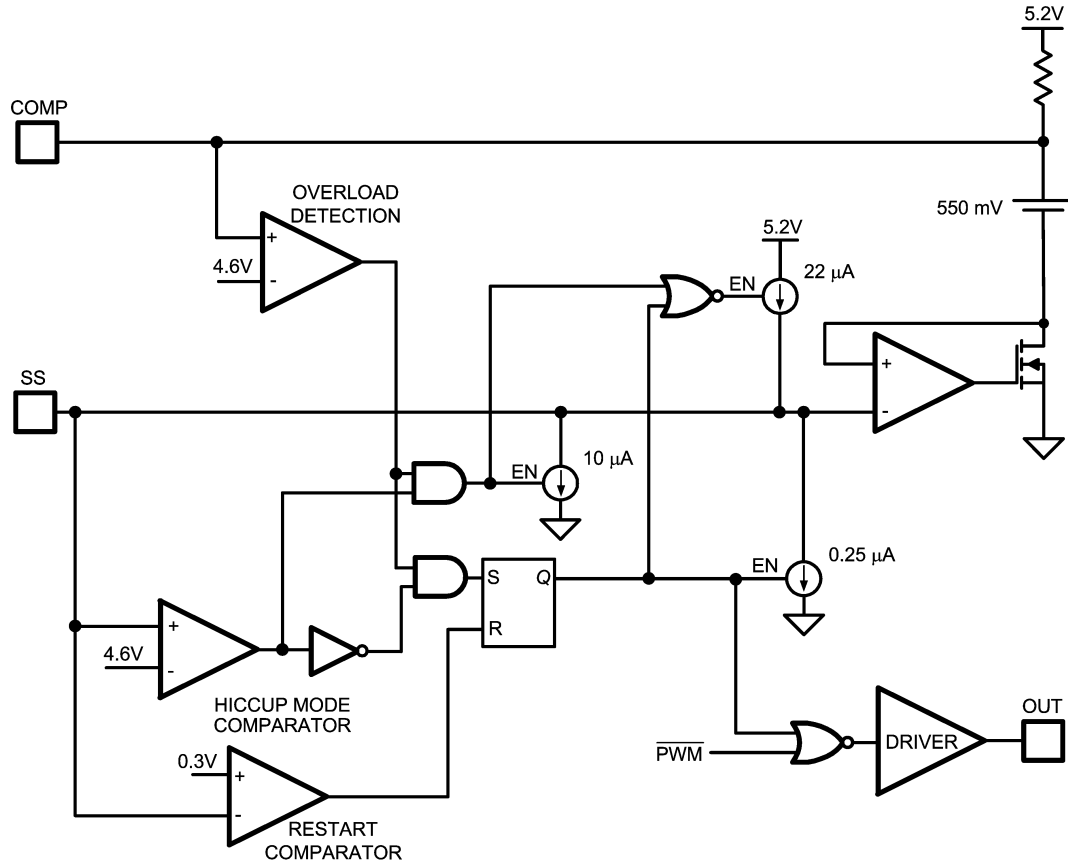 5.2V
COMP
OVERLOAD
DETECTION
550 mV
+
4.6V
-
5.2V
22 µA
EN
SS
+
-
10 µA
EN
0.25 µA
EN
S
Q
R
+
4.6V
-
HICCUP MODE
COMPARATOR
0.3V
+
-
RESTART
COMPARATOR
PWM
DRIVER
OUT